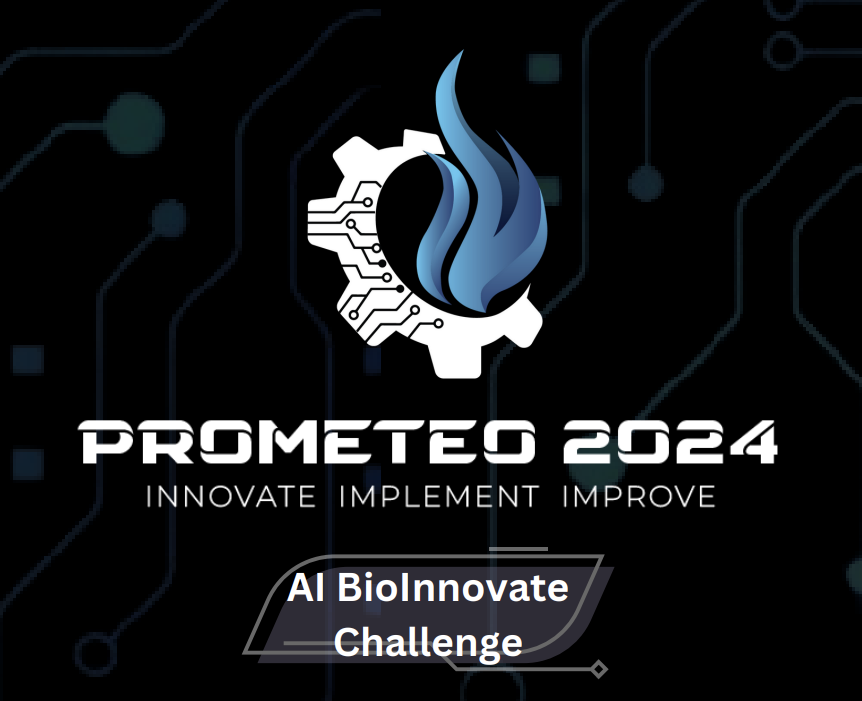 PROMETEO 2024
INNOVATE IMPLEMENT IMPROVE
AI BioInnovate
Challenge